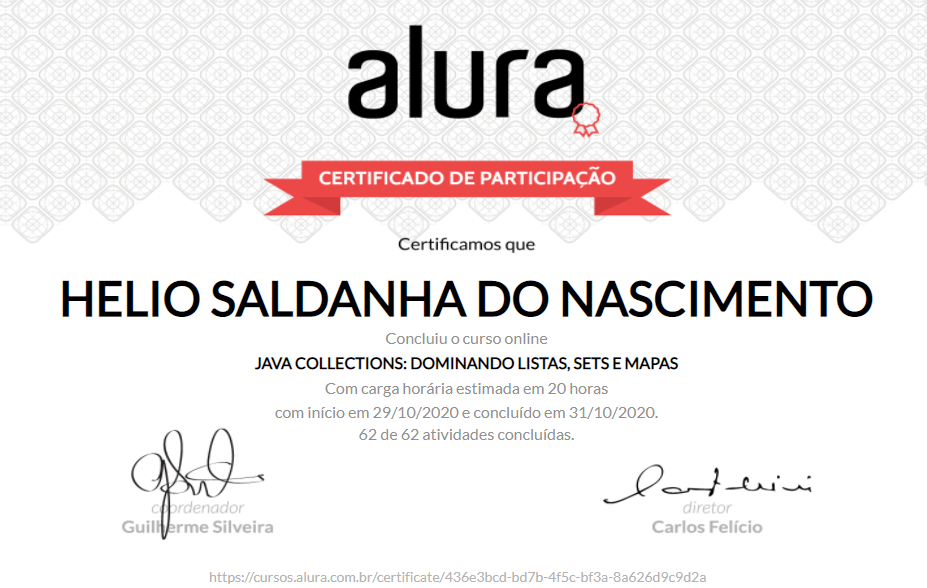 alura
CERTIFICADO DE PARTICIPAÇÃO
Certificamos que
HELIO SALDANHA DO NASCIMENTO
Concluiu o curso online
JAVA COLLECTIONS: DOMINANDO LISTAS, SETS E MAPAS
Com carga horária estimada em 20 horas
com início em 29/10/2020 e concluído em 31/10/2020.
62 de 62 atividades concluídas.
coordenador
Guilherme Silveira
diretor
Carlos Felício
https://cursos.alura.com.br/certificate/436e3bcd-bd7b-4f5c-bf3a-8a626d9c9d2a